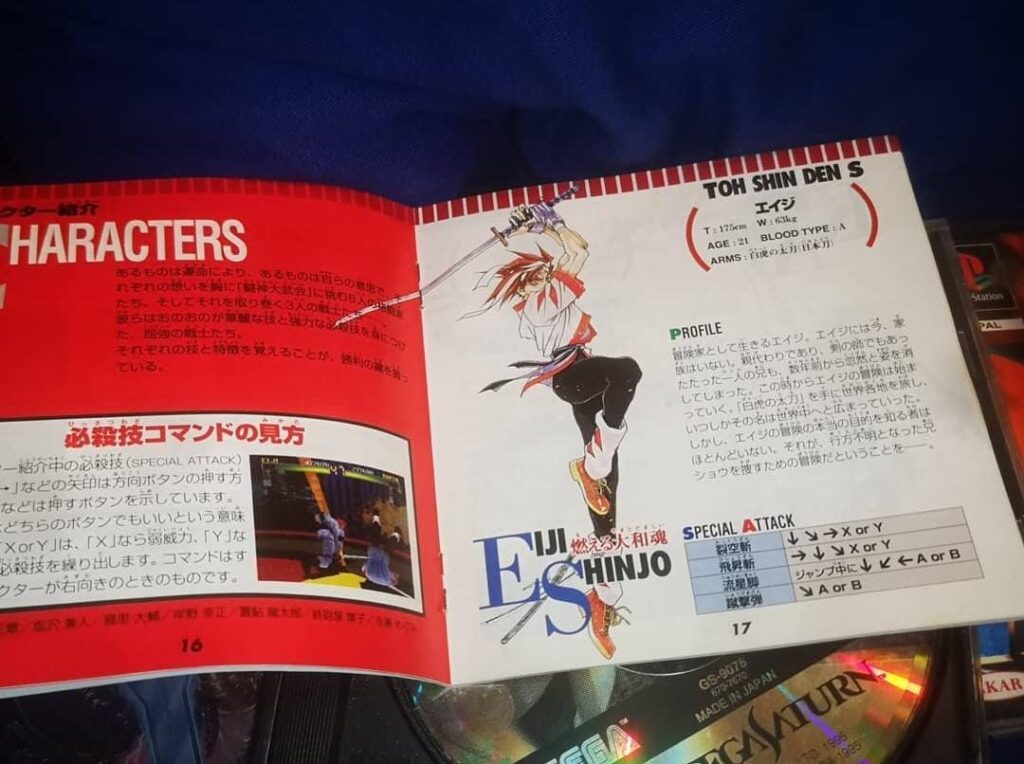 クター紹介
HARACTERS
あるものは運命により、あるものは自らの意思で、
れぞれの想いを胸に「闘神大武会」に挑む8人の
たち。そしてそれを取り巻く3人の戦士たち。
彼らはおのおのが華麗な技と強力な必殺技を身につけ
た、屈強の戦士たち。
それぞれの技と特徴を覚えることが、勝利の鍵を握っ
ている。
必殺技コマンドの見方
ター紹介中の必殺技(SPECIAL ATTACK)
→」などの矢印は方向ボタンの押す方
などは押すボタンを示しています。
どちらのボタンでもいいという意味
「XorY」は、「X」なら弱威力、「Y」な
必殺技を繰り出します。コマンドはす
クターが右向きのときのものです。
塩沢 兼人／
16
TOH SHIN DEN S
エイジ
T：175cm W：63kg
AGE：21 BLOOD TYPE：A
ARMS：白虎の太刀(日本刀)
PROFILE
冒険家として生きるエイジ。エイジには今、家
族はいない。親代わりであり、剣の師でもあっ
たたった一人の兄も、数年前から忽然と姿を消
してしまった。この時からエイジの冒険は始ま
っていく。「白虎の太刀」を手に世界各地を旅し、
いつしかその名は世界中へと広まっていった。
しかし、エイジの冒険の本当の目的を知る者は
ほとんどいない。それが、行方不明となった兄
ショウを捜すための冒険だということを──。
EIJI
燃える大和魂
SHINJO
SPECIAL ATTACK
裂空斬 ↓↘→X or Y
飛昇斬 →↓↘X or Y
流星脚 ジャンプ中に↓↙←A or B
蹴撃弾 ↘A or B
17
GS-9078
MADE IN JAPAN
SEGA
SEGASATURN
Station
PAL
KAR